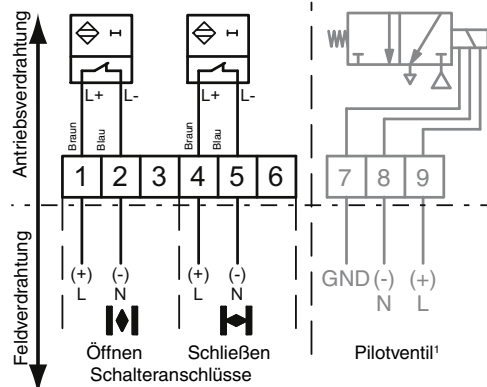 Antriebsverdrahtung
L+ L- L+ L-
Braun Blau Braun Blau
1 2 3 4 5 6 7 8 9
Feldverdrahtung
(+) (-) (+) (-) GND (-) (+)
L N L N N L
Öffnen Schließen Pilotventil¹
Schalteranschlüsse